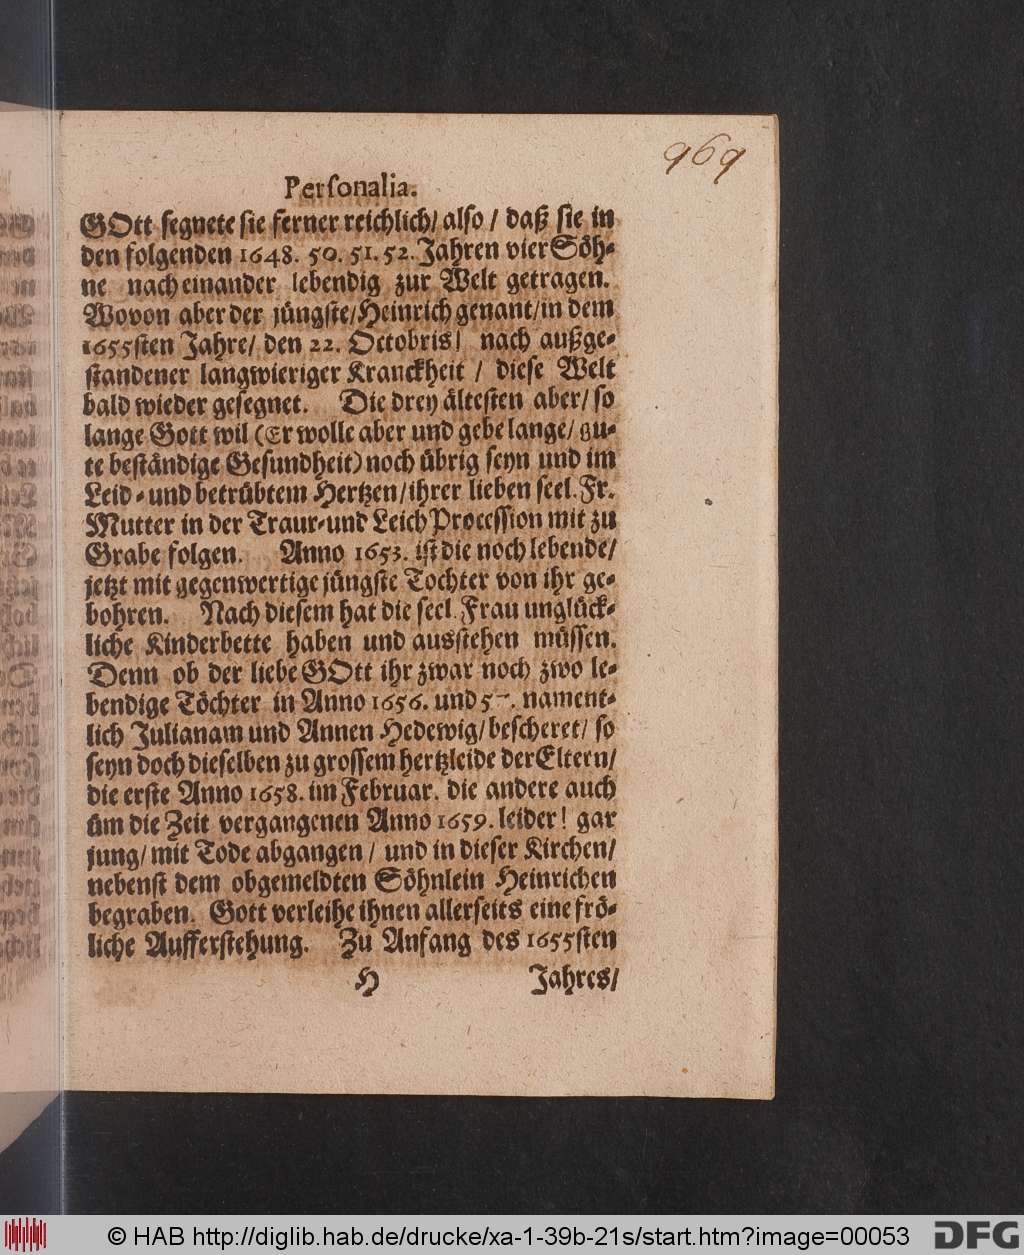 969
Personalia.
GOtt segnete sie ferner reichlich/ also / daß sie in
den folgenden 1648. 50. 51. 52. Jahren vier Söh-
ne nach einander lebendig zur Welt getragen.
Wovon aber der jüngste/ Heinrich genant/ in dem
1655sten Jahre/ den 22. Octobris/ nach außge-
standener langwieriger Kranckheit / diese Welt
bald wieder gesegnet. Die drey ältesten aber/ so
lange Gott wil (Er wolle aber und gebe lange/ gu-
te beständige Gesundheit) noch übrig seyn und im
Leid- und betrübtem Hertzen/ ihrer lieben seel. Fr.
Mutter in der Traur-und Leich Procession mit zu
Grabe folgen. Anno 1653. ist die noch lebende/
jetzt mit gegenwertige jüngste Tochter von ihr ge-
bohren. Nach diesem hat die seel. Frau unglück-
liche Kinderbette haben und ausstehen müssen.
Denn ob der liebe GOtt ihr zwar noch zwo le-
bendige Töchter in Anno 1656. und 57. nament-
lich Julianam und Annen Hedewig/ bescheret/ so
seyn doch dieselben zu grossem hertzleide der Eltern/
die erste Anno 1658. im Februar. die andere auch
üm die Zeit vergangenen Anno 1659. leider! gar
jung/ mit Tode abgangen / und in dieser Kirchen/
nebenst dem obgemeldten Söhnlein Heinrichen
begraben. Gott verleihe ihnen allerseits eine frö-
liche Aufferstehung. Zu Anfang des 1655sten
H Jahres/
© HAB http://diglib.hab.de/drucke/xa-1-39b-21s/start.htm?image=00053 DFG